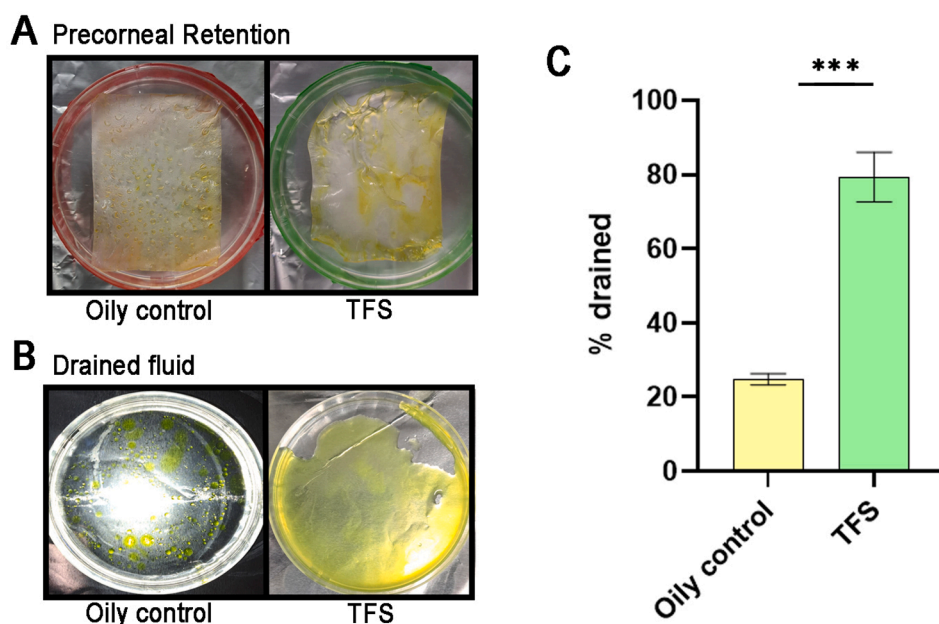 A Precorneal Retention
Oily control TFS
B Drained fluid
Oily control TFS
C
***
% drained
100
80
60
40
20
0
Oily control
TFS